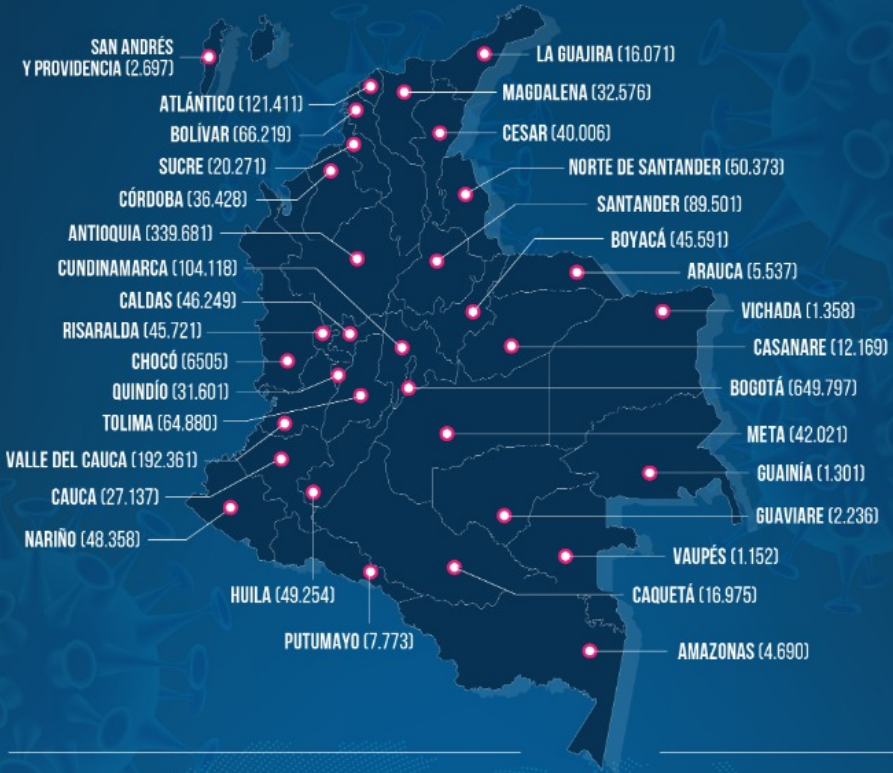 SAN ANDRÉS
Y PROVIDENCIA (2.697)
ATLÁNTICO (121.411)
BOLÍVAR (66.219)
SUCRE (20.271)
CÓRDOBA (36.428)
ANTIOQUIA (339.681)
CUNDINAMARCA (104.118)
CALDAS (46.249)
RISARALDA (45.721)
CHOCÓ (6505)
QUINDÍO (31.601)
TOLIMA (64.880)
VALLE DEL CAUCA (192.361)
CAUCA (27.137)
NARIÑO (48.358)
HUILA (49.254)
PUTUMAYO (7.773)
LA GUAJIRA (16.071)
MAGDALENA (32.576)
CESAR (40.006)
NORTE DE SANTANDER (50.373)
SANTANDER (89.501)
BOYACÁ (45.591)
ARAUCA (5.537)
VICHADA (1.358)
CASANARE (12.169)
BOGOTÁ (649.797)
META (42.021)
GUAINÍA (1.301)
GUAVIARE (2.236)
VAUPÉS (1.152)
CAQUETÁ (16.975)
AMAZONAS (4.690)